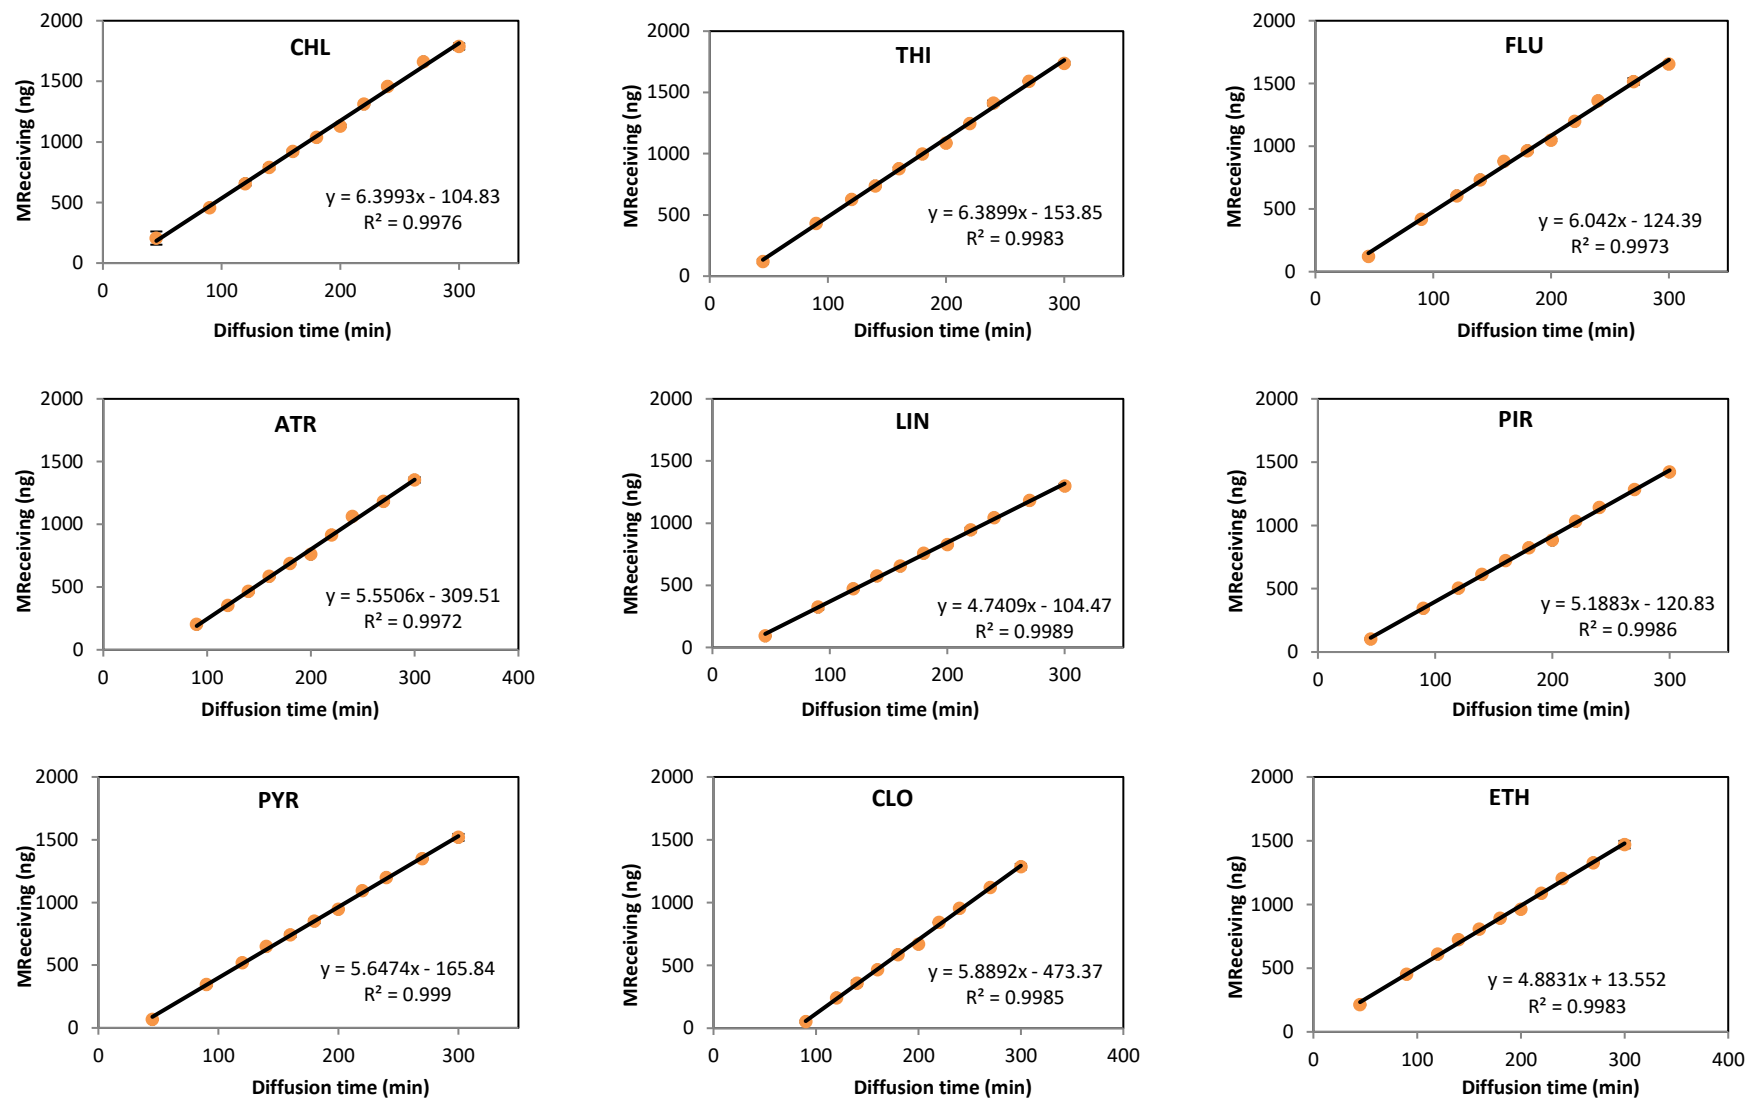 CHL
MReceiving (ng)
2000
1500
1000
500
0
y = 6.3993x - 104.83
R² = 0.9976
0 100 200 300
Diffusion time (min)
THI
MReceiving (ng)
2000
1500
1000
500
0
y = 6.3899x - 153.85
R² = 0.9983
0 100 200 300
Diffusion time (min)
FLU
MReceiving (ng)
2000
1500
1000
500
0
y = 6.042x - 124.39
R² = 0.9973
0 100 200 300
Diffusion time (min)
ATR
MReceiving (ng)
2000
1500
1000
500
0
y = 5.5506x - 309.51
R² = 0.9972
0 100 200 300 400
Diffusion time (min)
LIN
MReceiving (ng)
2000
1500
1000
500
0
y = 4.7409x - 104.47
R² = 0.9989
0 100 200 300
Diffusion time (min)
PIR
MReceiving (ng)
2000
1500
1000
500
0
y = 5.1883x - 120.83
R² = 0.9986
0 100 200 300
Diffusion time (min)
PYR
MReceiving (ng)
2000
1500
1000
500
0
y = 5.6474x - 165.84
R² = 0.999
0 100 200 300
Diffusion time (min)
CLO
MReceiving (ng)
2000
1500
1000
500
0
y = 5.8892x - 473.37
R² = 0.9985
0 100 200 300 400
Diffusion time (min)
ETH
MReceiving (ng)
2000
1500
1000
500
0
y = 4.8831x + 13.552
R² = 0.9983
0 100 200 300 400
Diffusion time (min)